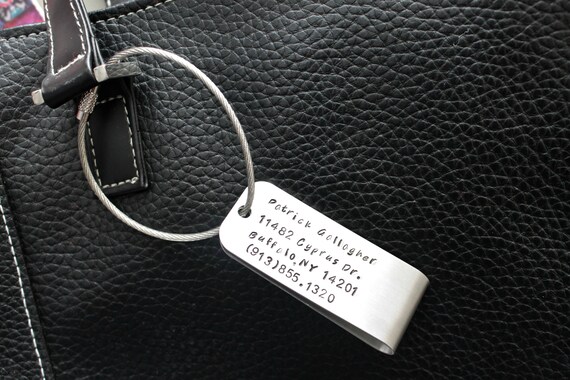 Patrick Gallagher
11482 Cyprus Dr.
Buffalo, NY 14201
(913)855.1320